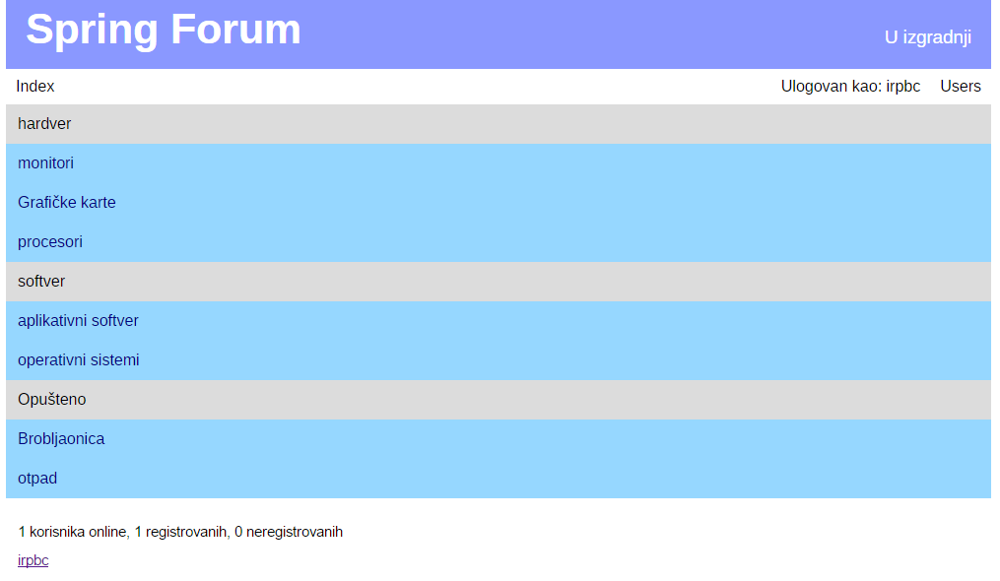 Spring Forum
U izgradnji
Index
Ulogovan kao: irpbc
Users
hardver
monitori
Grafičke karte
procesori
softver
aplikativni softver
operativni sistemi
Opušteno
Brobljaonica
otpad
1 korisnika online, 1 registrovanih, 0 neregistrovanih
irpbc